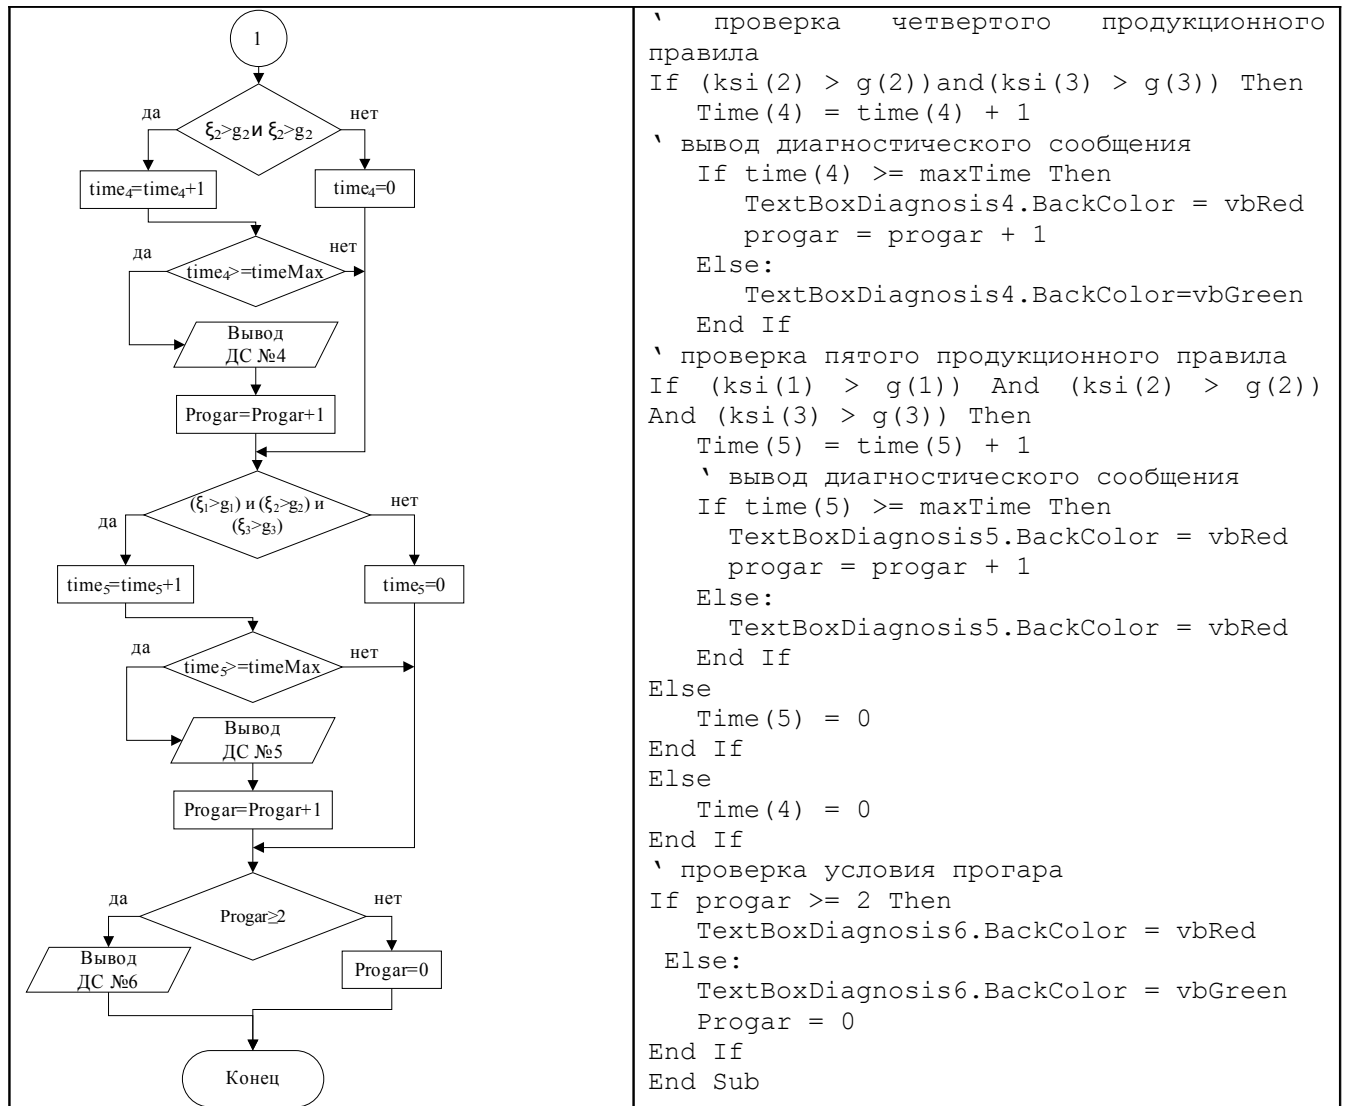 1
да
нет
ξ₂>g₂ и ξ₂>g₂
time₄=time₄+1
time₄=0
да
нет
time₄>=timeMax
Вывод
ДС №4
Progar=Progar+1
(ξ₁>g₁) и (ξ₂>g₂) и
(ξ₃>g₃)
да
нет
time₅=time₅+1
time₅=0
да
нет
time₅>=timeMax
Вывод
ДС №5
Progar=Progar+1
да
нет
Progar≥2
Вывод
ДС №6
Progar=0
Конец
‘ проверка четвертого продукционного
правила
If (ksi(2) > g(2))and(ksi(3) > g(3)) Then
Time(4) = time(4) + 1
‘ вывод диагностического сообщения
If time(4) >= maxTime Then
TextBoxDiagnosis4.BackColor = vbRed
progar = progar + 1
Else:
TextBoxDiagnosis4.BackColor=vbGreen
End If
‘ проверка пятого продукционного правила
If (ksi(1) > g(1)) And (ksi(2) > g(2))
And (ksi(3) > g(3)) Then
Time(5) = time(5) + 1
‘ вывод диагностического сообщения
If time(5) >= maxTime Then
TextBoxDiagnosis5.BackColor = vbRed
progar = progar + 1
Else:
TextBoxDiagnosis5.BackColor = vbRed
End If
Else
Time(5) = 0
End If
Else
Time(4) = 0
End If
‘ проверка условия прогара
If progar >= 2 Then
TextBoxDiagnosis6.BackColor = vbRed
Else:
TextBoxDiagnosis6.BackColor = vbGreen
Progar = 0
End If
End Sub